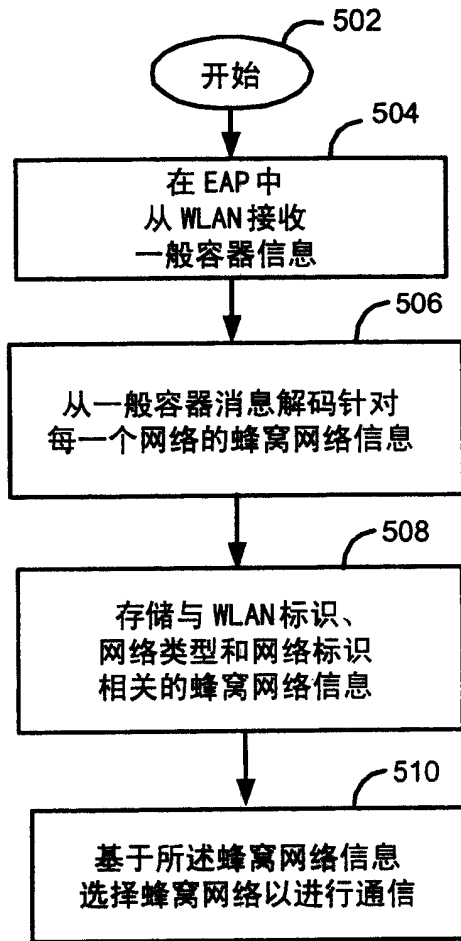 502
开始
504
在 EAP 中
从 WLAN 接收
一般容器信息
506
从一般容器消息解码针对
每一个网络的蜂窝网络信息
508
存储与 WLAN 标识、
网络类型和网络标识
相关的蜂窝网络信息
510
基于所述蜂窝网络信息
选择蜂窝网络以进行通信